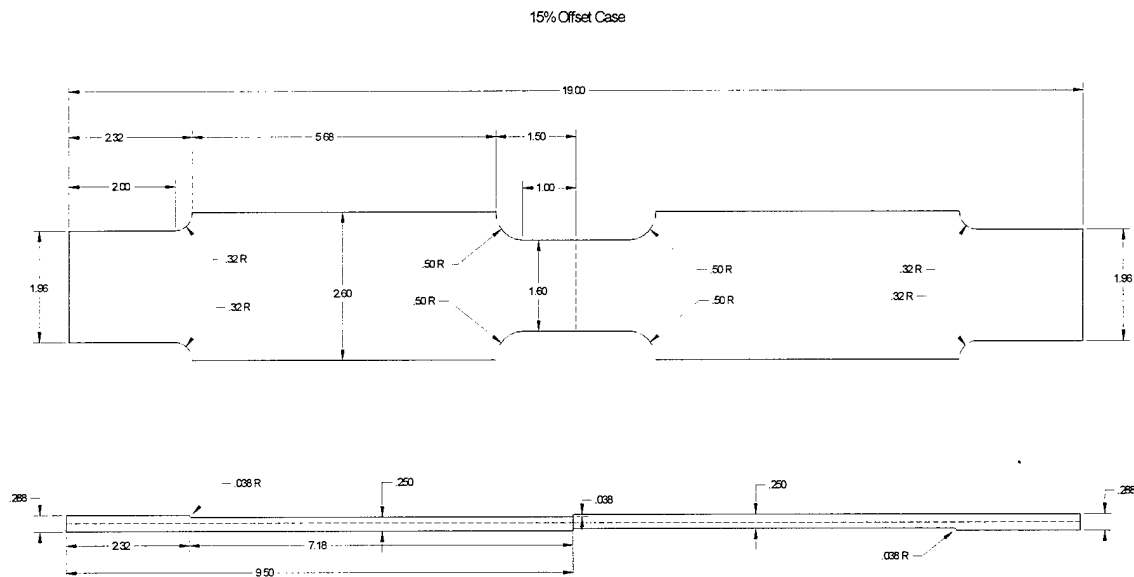 15% Offset Case
19.00
2.32 5.68 1.50
2.00 1.00
.32 R .50 R .50 R .32 R
1.96 2.60 1.60 1.96
.32 R .50 R .50 R .32 R
.288 .038 R .250 .038 .250 .288
2.32 7.18 .038 R
9.50